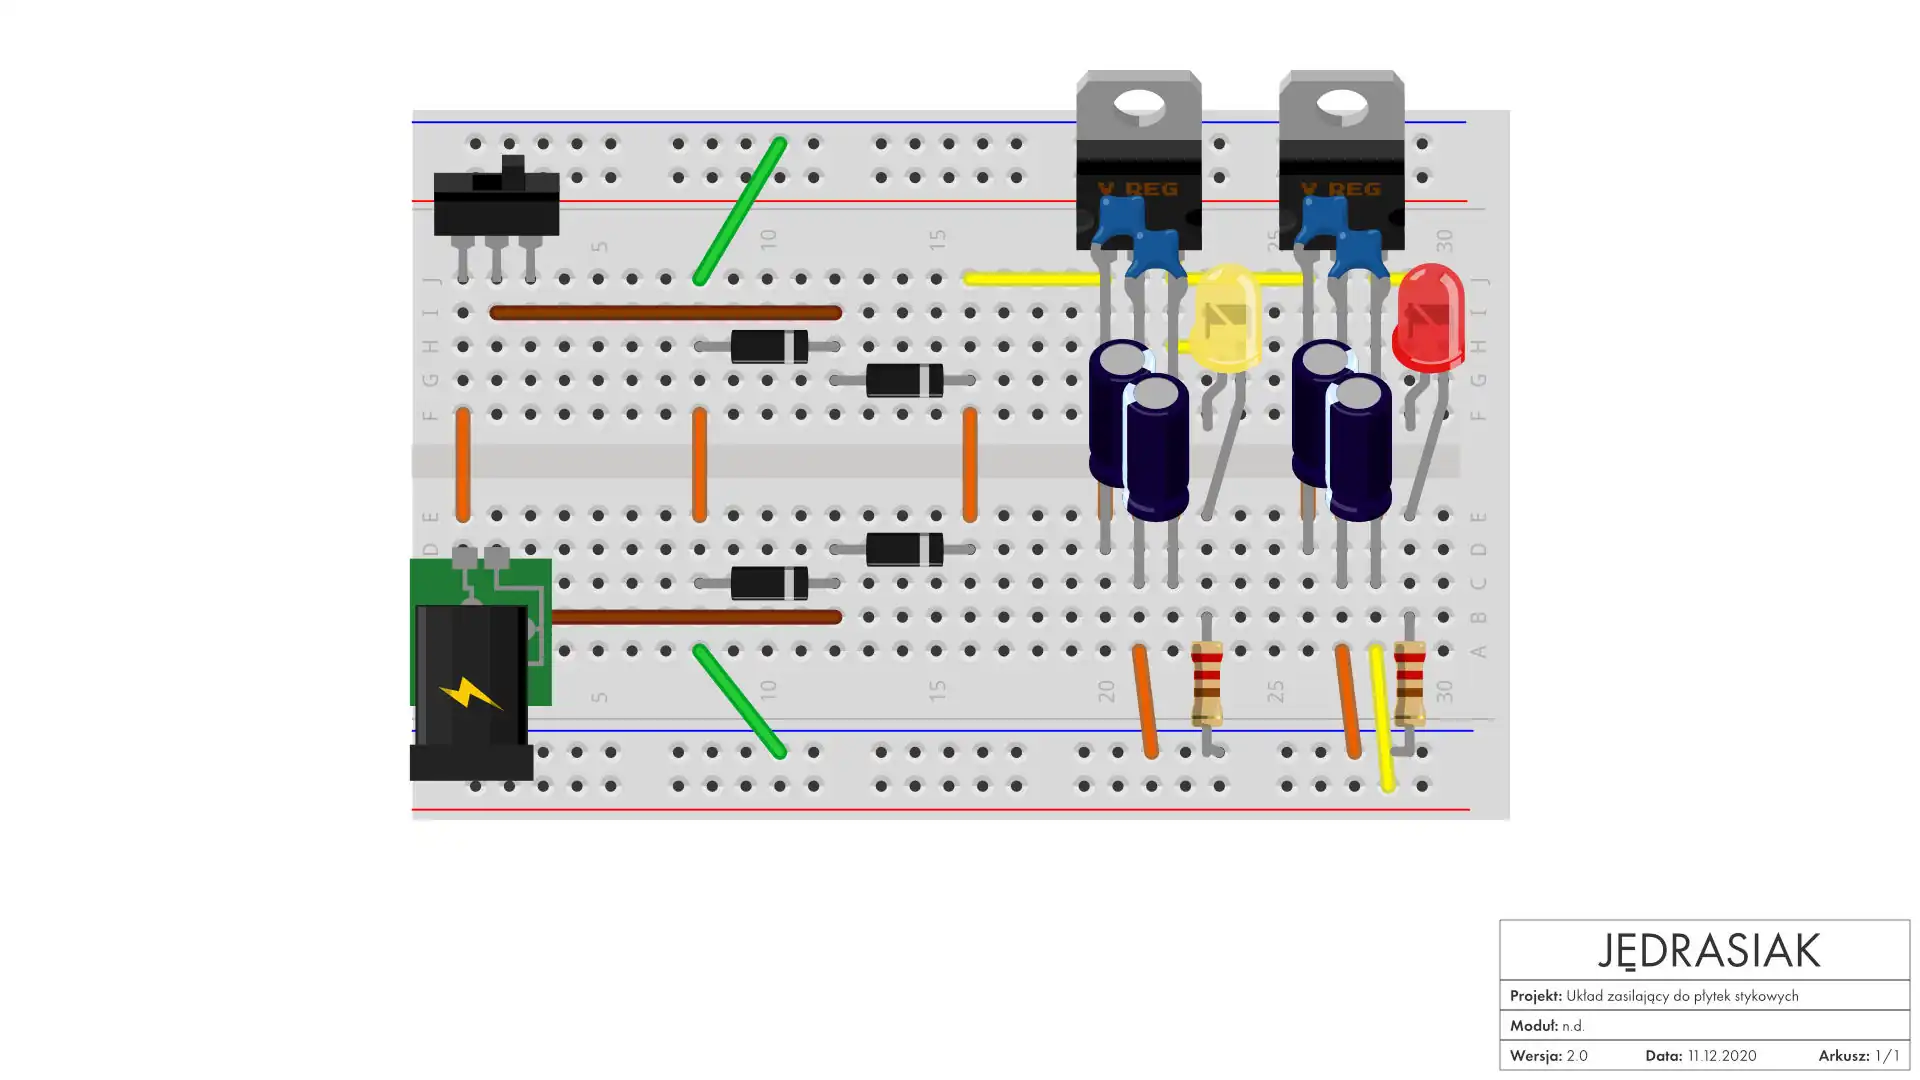 V REG V REG
5 10 15 25 30
J J
I I
H H
G G
F F
E E
D D
C
B
A
5 10 15 20 25 30
JĘDRASIAK
Projekt: Układ zasilający do płytek stykowych
Moduł: n.d.
Wersja: 2.0 Data: 11.12.2020 Arkusz: 1/1